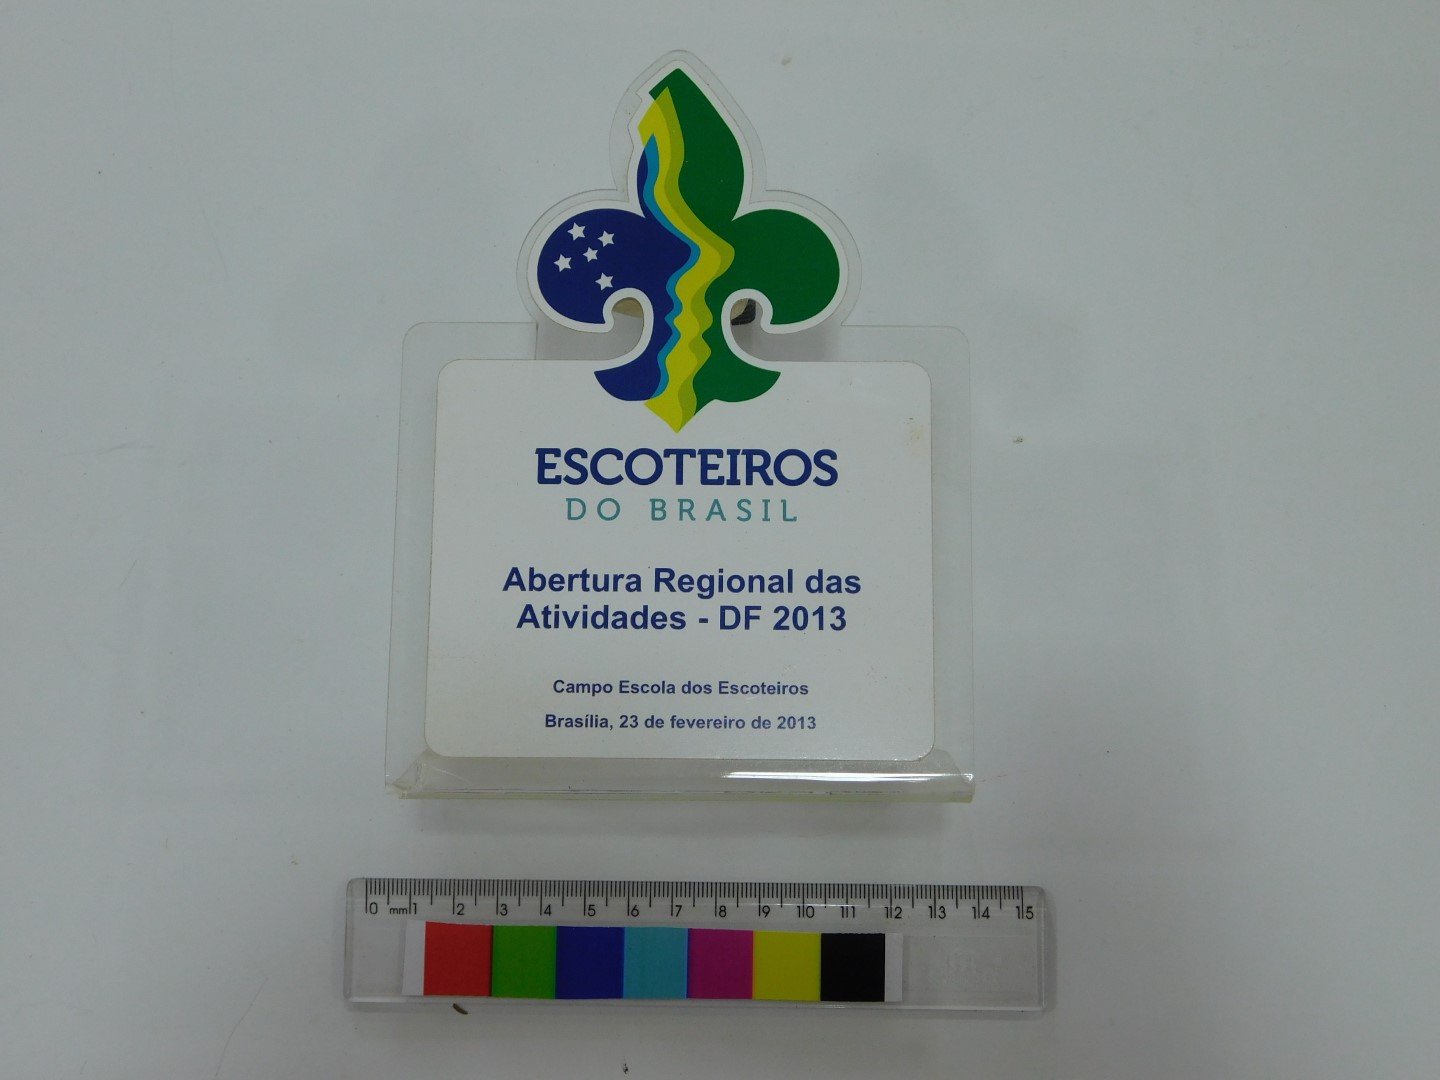 ESCOTEIROS
DO BRASIL
Abertura Regional das
Atividades - DF 2013
Campo Escola dos Escoteiros
Brasília, 23 de fevereiro de 2013
0 mm 1 2 3 4 5 6 7 8 9 10 11 12 13 14 15